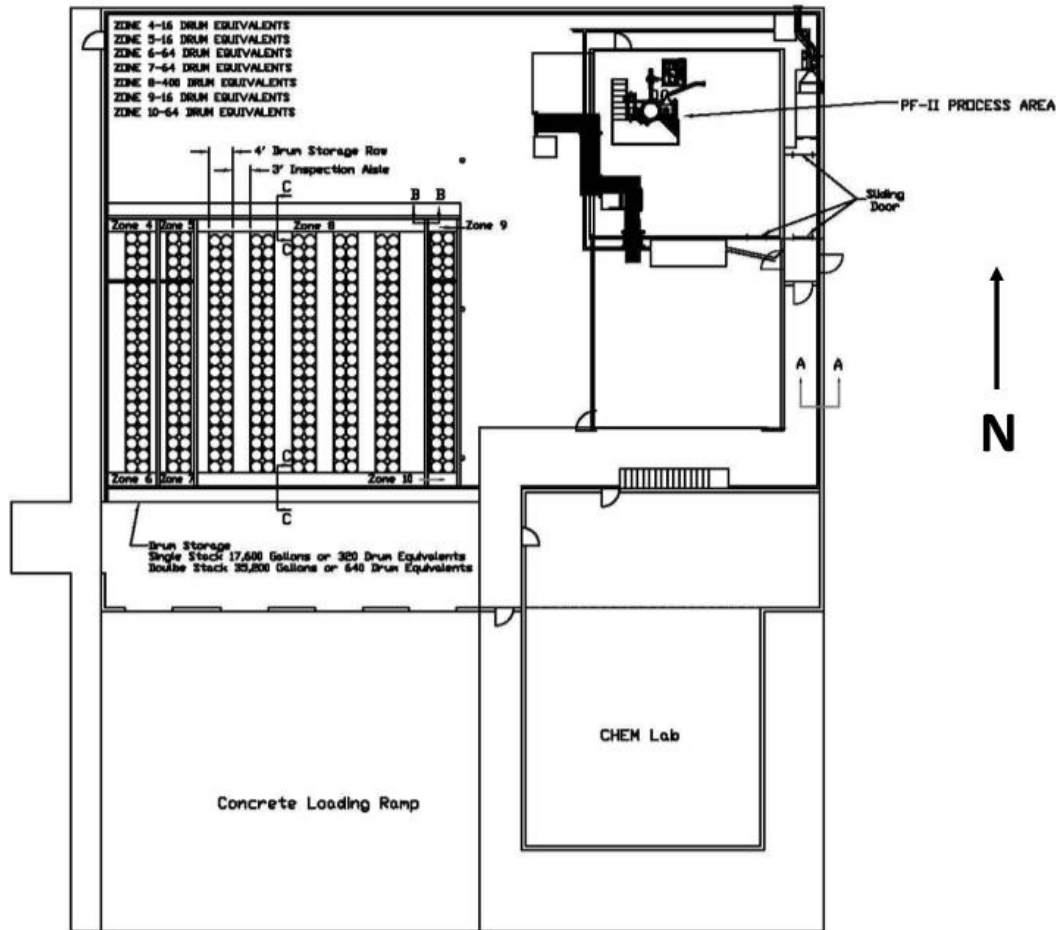 ZONE 4-16 DRUM EQUIVALENTS
ZONE 5-16 DRUM EQUIVALENTS
ZONE 6-64 DRUM EQUIVALENTS
ZONE 7-64 DRUM EQUIVALENTS
ZONE 8-400 DRUM EQUIVALENTS
ZONE 9-16 DRUM EQUIVALENTS
ZONE 10-64 DRUM EQUIVALENTS
PF-II PROCESS AREA
4' Drum Storage Row
3' Inspection Aisle
C
B B
Sliding
Door
Zone 4
Zone 5
Zone 8
Zone 9
C
A A
N
C
Zone 6
Zone 7
Zone 10
C
Drum Storage
Single Stack 17,600 Gallons or 320 Drum Equivalents
Doulbe Stack 35,200 Gallons or 640 Drum Equivalents
CHEM Lab
Concrete Loading Ramp